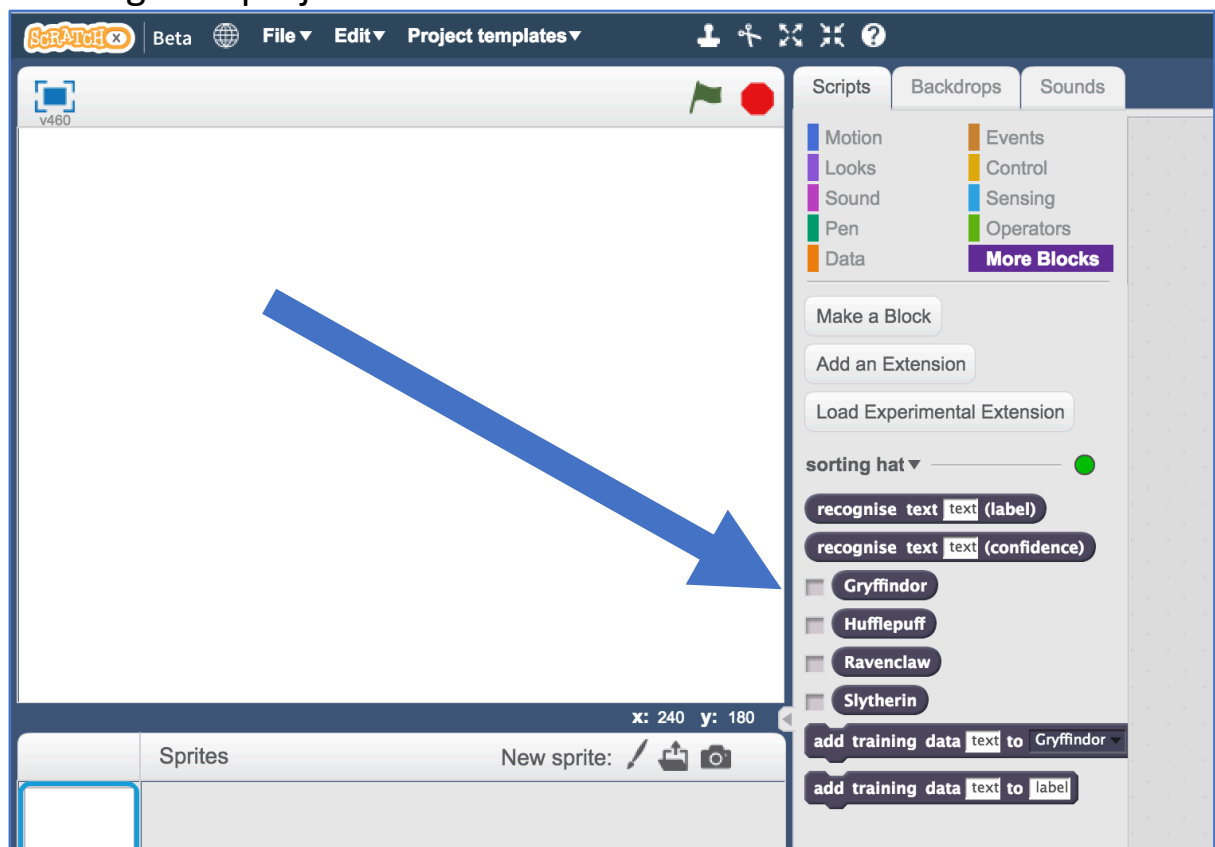 SCRATCHX Beta File▼ Edit▼ Project templates▼
v460
Scripts Backdrops Sounds
Motion Events
Looks Control
Sound Sensing
Pen Operators
Data More Blocks
Make a Block
Add an Extension
Load Experimental Extension
sorting hat▼
recognise text text (label)
recognise text text (confidence)
Gryffindor
Hufflepuff
Ravenclaw
Slytherin
add training data text to Gryffindor
add training data text to label
x: 240 y: 180
Sprites New sprite: